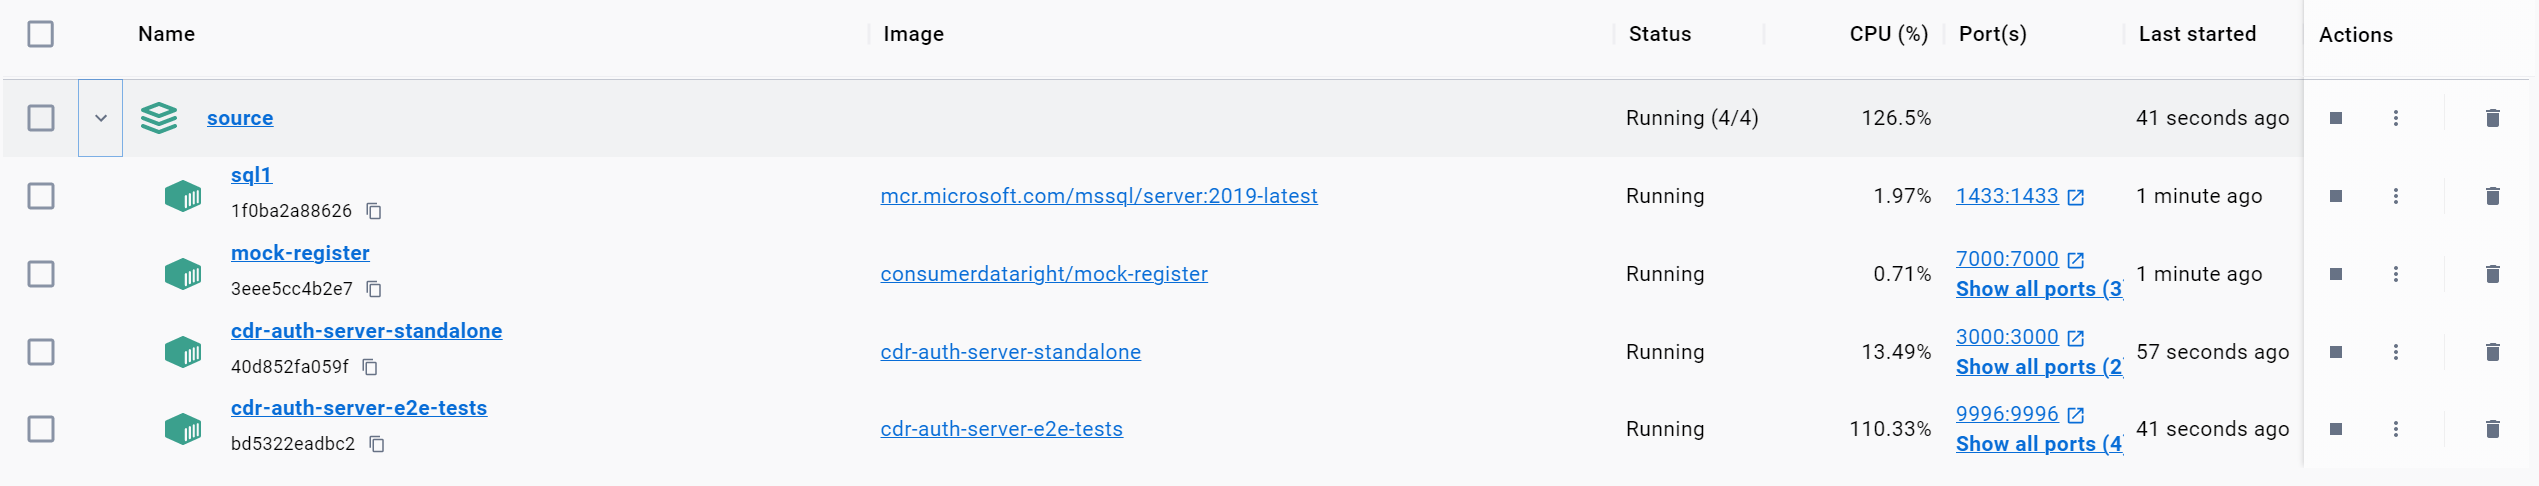 Name Image Status CPU (%) Port(s) Last started Actions
source Running (4/4) 126.5% 41 seconds ago
sql1
1f0ba2a88626
mcr.microsoft.com/mssql/server:2019-latest Running 1.97% 1433:1433 1 minute ago
mock-register
3eee5cc4b2e7
consumerdataright/mock-register Running 0.71% 7000:7000
Show all ports (3
1 minute ago
cdr-auth-server-standalone
40d852fa059f
cdr-auth-server-standalone Running 13.49% 3000:3000
Show all ports (2
57 seconds ago
cdr-auth-server-e2e-tests
bd5322eadbc2
cdr-auth-server-e2e-tests Running 110.33% 9996:9996
Show all ports (4
41 seconds ago